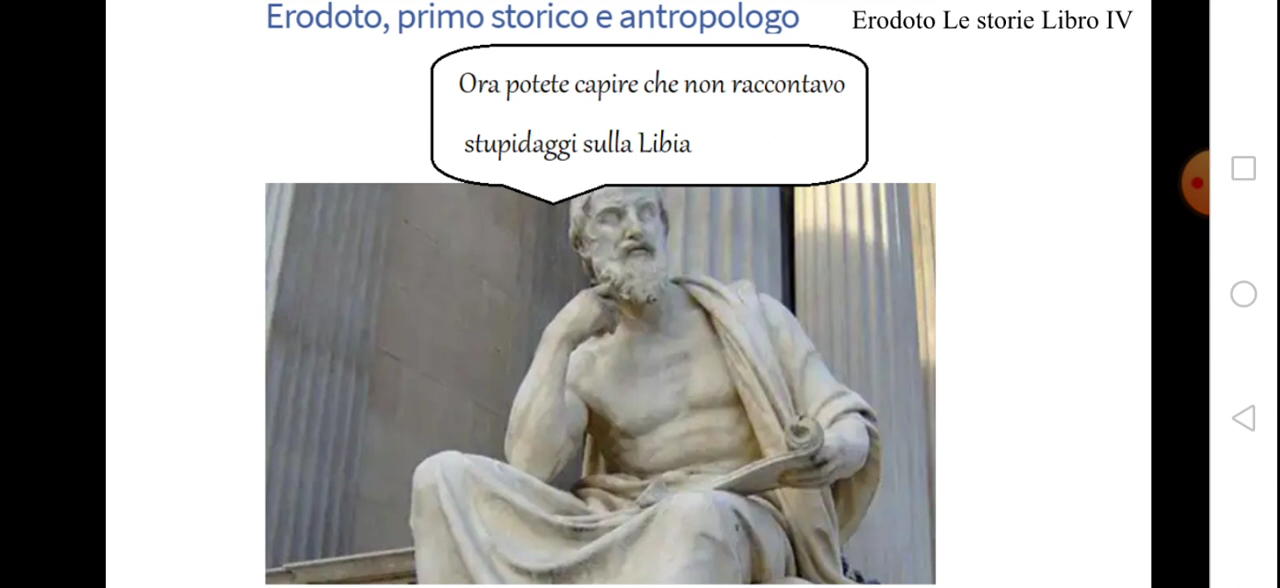 Erodoto, primo storico e antropologo
Erodoto Le storie Libro IV
Ora potete capire che non raccontavo
stupidaggi sulla Libia